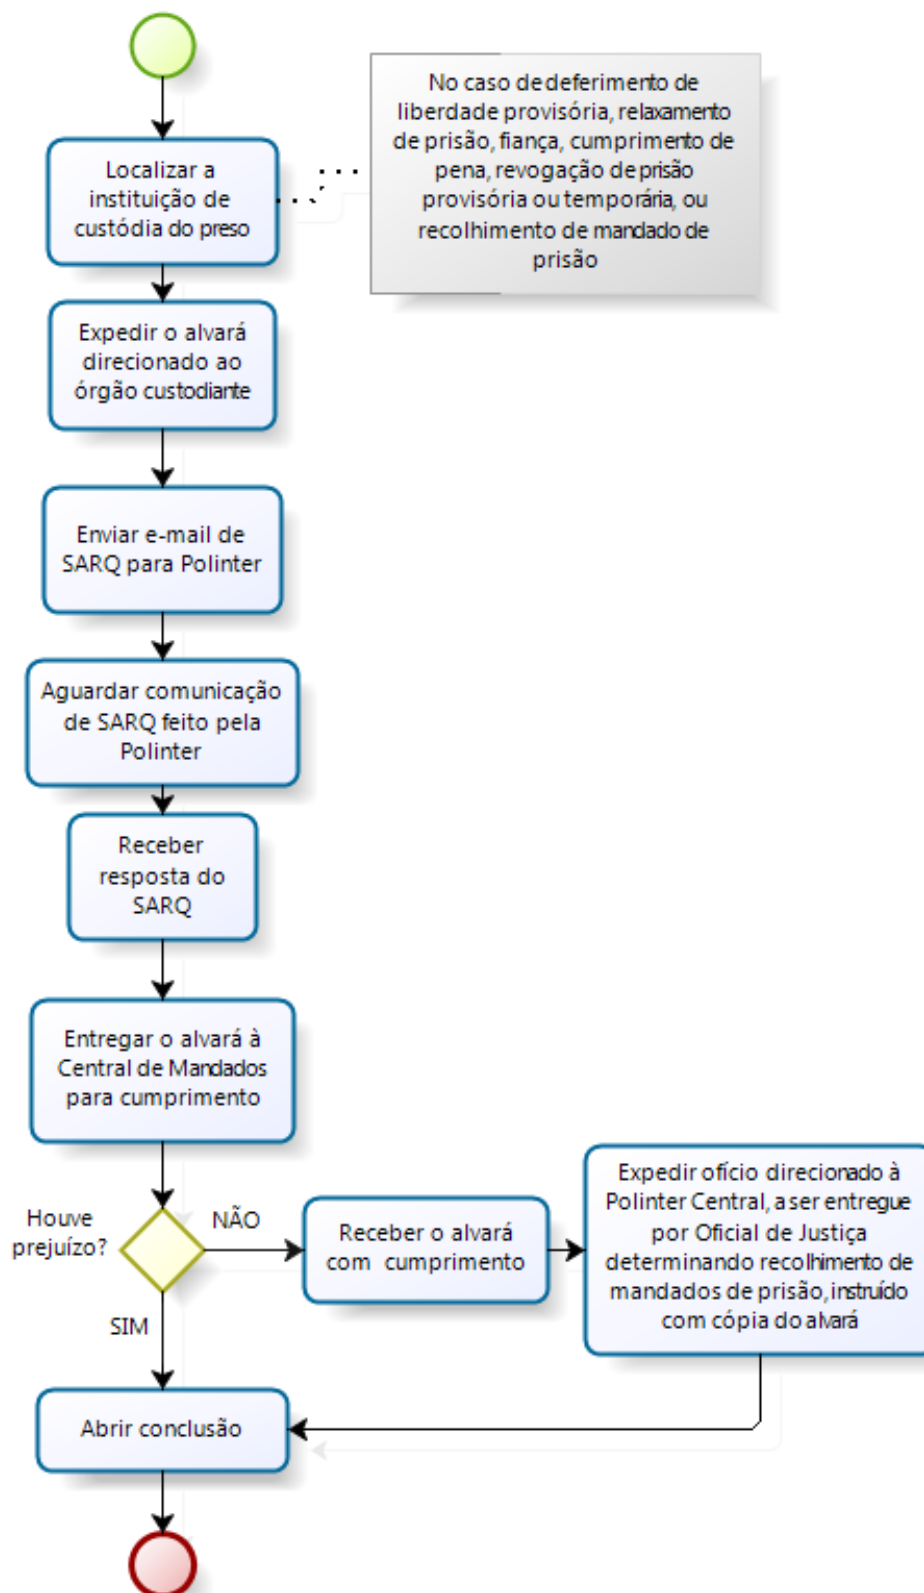 No caso de deferimento de
liberdade provisória, relaxamento
de prisão, fiança, cumprimento de
pena, revogação de prisão
provisória ou temporária, ou
recolhimento de mandado de
prisão
Localizar a
instituição de
custódia do preso
Expedir o alvará
direcionado ao
órgão custodiante
Enviar e-mail de
SARQ para Polinter
Aguardar comunicação
de SARQ feito pela
Polinter
Receber
resposta do
SARQ
Entregar o alvará à
Central de Mandados
para cumprimento
Houve
prejuízo?
NÃO
SIM
Receber o alvará
com cumprimento
Expedir ofício direcionado à
Polinter Central, a ser entregue
por Oficial de Justiça
determinando recolhimento de
mandados de prisão, instruído
com cópia do alvará
Abrir conclusão